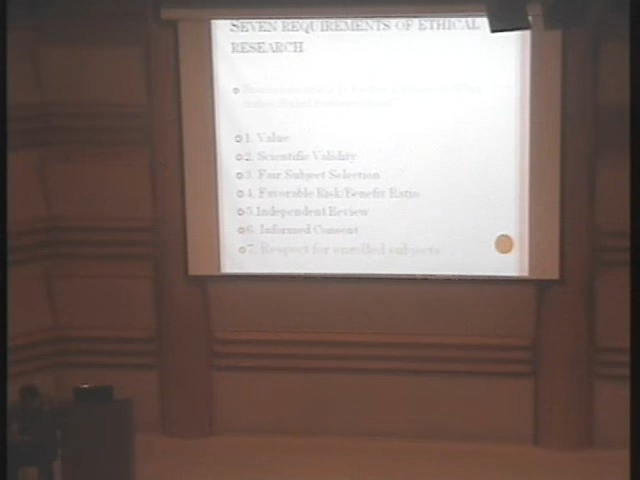 SEVEN REQUIREMENTS OF ETHICAL
RESEARCH
1. Value
2. Scientific Validity
3. Fair Subject Selection
4. Favorable Risk/Benefit Ratio
5.Independent Review
6. Informed Consent
7. Respect for enrolled subjects